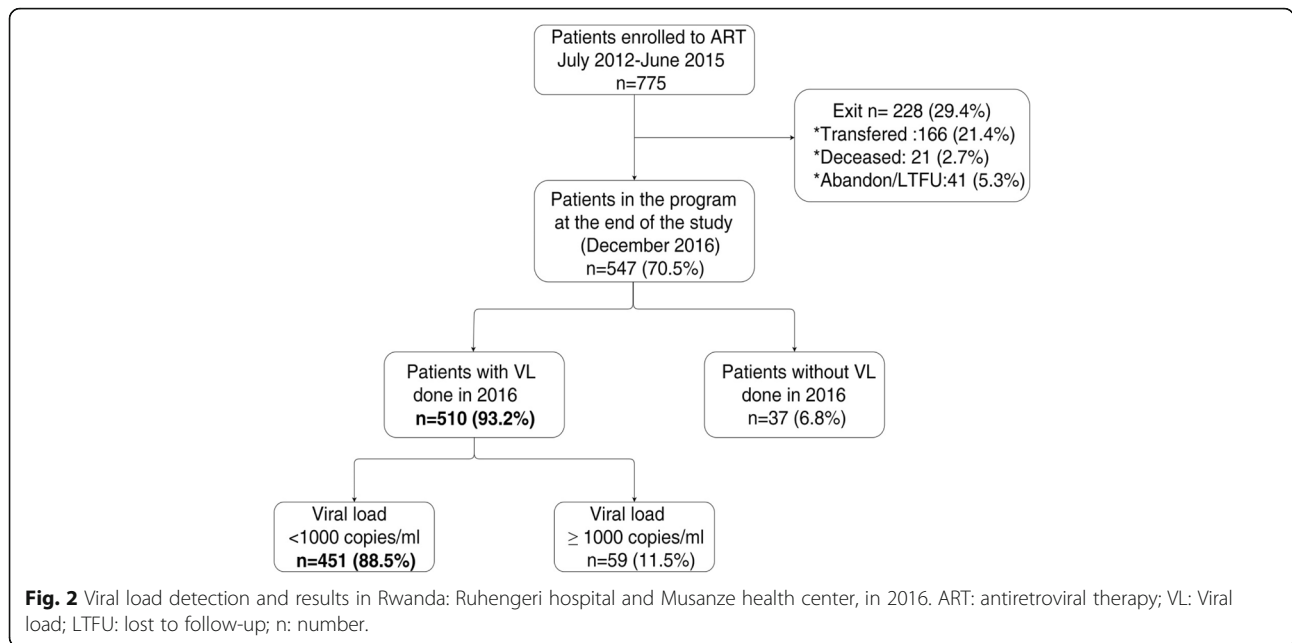 Patients enrolled to ART
July 2012-June 2015
n=775
Exit n= 228 (29.4%)
*Transfered :166 (21.4%)
*Deceased: 21 (2.7%)
*Abandon/LTFU:41 (5.3%)
Patients in the program
at the end of the study
(December 2016)
n=547 (70.5%)
Patients with VL
done in 2016
n=510 (93.2%)
Patients without VL
done in 2016
n=37 (6.8%)
Viral load
<1000 copies/ml
n=451 (88.5%)
Viral load
≥ 1000 copies/ml
n=59 (11.5%)
Fig. 2 Viral load detection and results in Rwanda: Ruhengeri hospital and Musanze health center, in 2016. ART: antiretroviral therapy; VL: Viral
load; LTFU: lost to follow-up; n: number.